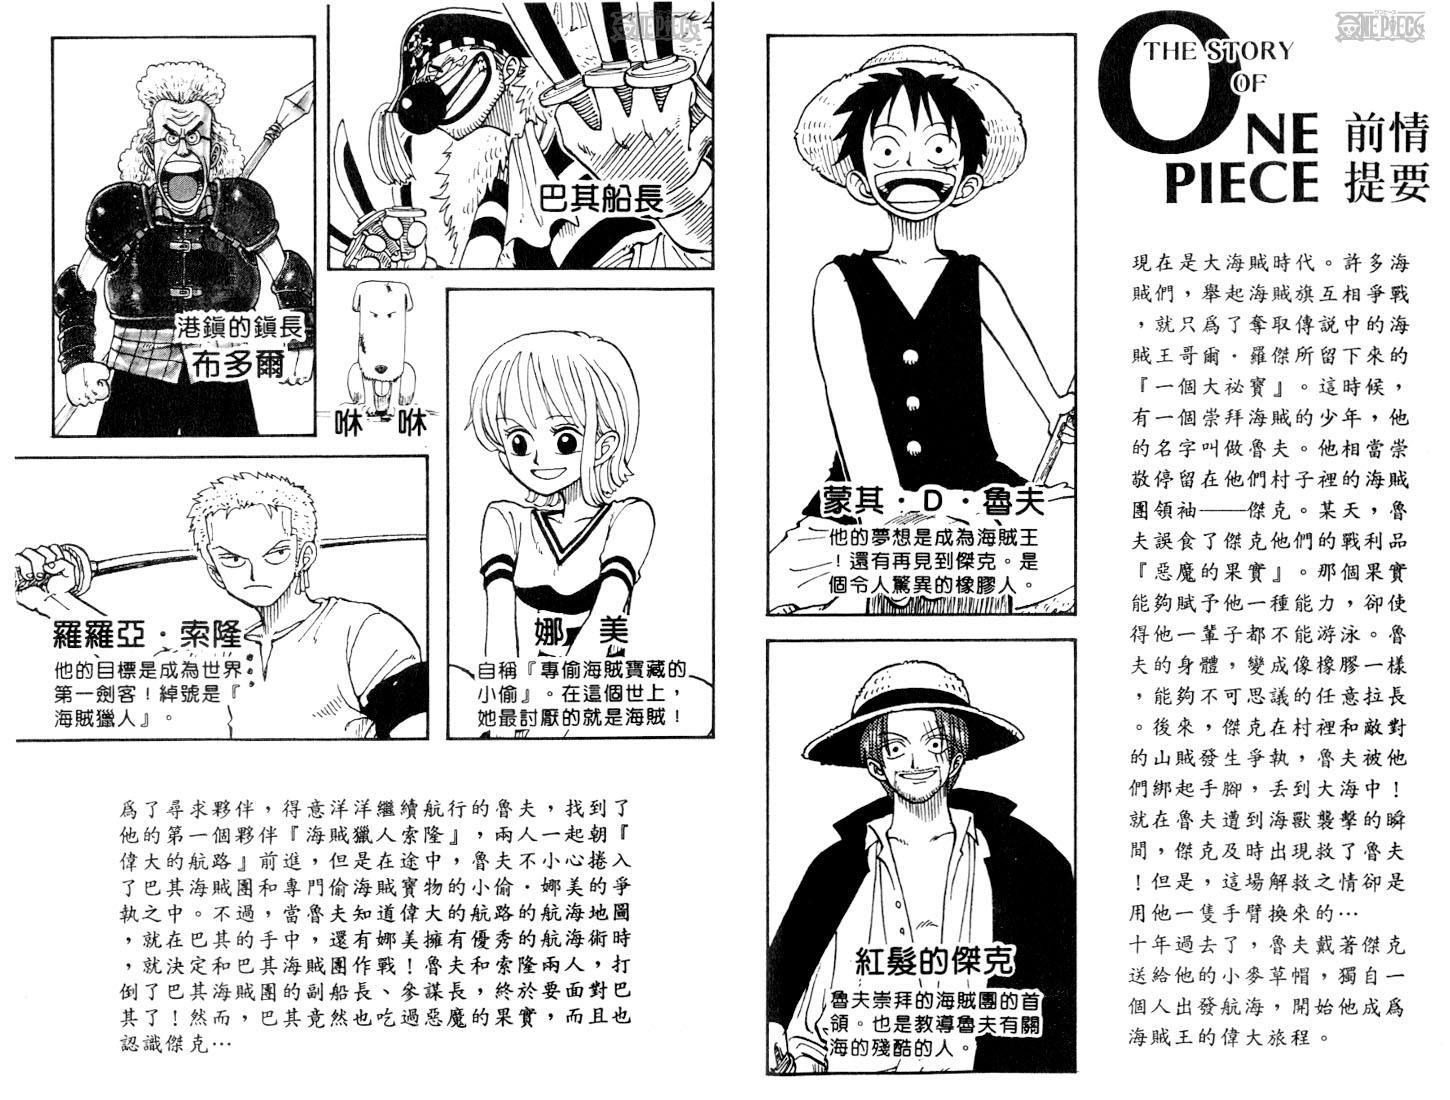 THE STORY
OF
ONE
PIECE
前情
提要
現在是大海賊時代。許多海
賊們，舉起海賊旗互相爭戰
，就只爲了奪取傳説中的海
賊王哥爾·羅傑所留下來的
『一個大祕寶』。這時候，
有一個崇拜海賊的少年，他
的名字叫做魯夫。他相當崇
敬停留在他們村子裡的海賊
團領袖——傑克。某天，魯
夫誤食了傑克他們的戰利品
『惡魔的果實』。那個果實
能夠賦予他一種能力，卻使
得他一輩子都不能游泳。魯
夫的身體，變成像橡膠一樣
，能夠不可思議的任意拉長
。後來，傑克在村裡和敵對
的山賊發生爭執，魯夫被他
們綁起手腳，丟到大海中！
就在魯夫遭到海獸襲擊的瞬
間，傑克及時出現救了魯夫
！但是，這場解救之情卻是
用他一隻手臂換來的…
十年過去了，魯夫戴著傑克
送給他的小麥草帽，獨自一
個人出發航海，開始他成爲
海賊王的偉大旅程。
ONE PIECE
蒙其·D·魯夫
他的夢想是成為海賊王
！還有再見到傑克。是
個令人驚異的橡膠人。
紅髮的傑克
魯夫崇拜的海賊團的首
領。也是教導魯夫有關
海的殘酷的人。
ONE PIECE
巴其船長
港鎮的鎮長
布多爾
咻 咻
娜 美
自稱『專偷海賊寶藏的
小偷』。在這個世上，
她最討厭的就是海賊！
羅羅亞·索隆
他的目標是成為世界
第一劍客！綽號是『
海賊獵人』。
爲了尋求夥伴，得意洋洋繼續航行的魯夫，找到了
他的第一個夥伴『海賊獵人索隆』，兩人一起朝『
偉大的航路』前進，但是在途中，魯夫不小心捲入
了巴其海賊團和專門偷海賊寶物的小偷·娜美的爭
執之中。不過，當魯夫知道偉大的航路的航海地圖
，就在巴其的手中，還有娜美擁有優秀的航海術時
，就決定和巴其海賊團作戰！魯夫和索隆兩人，打
倒了巴其海賊團的副船長、參謀長，終於要面對巴
其了！然而，巴其竟然也吃過惡魔的果實，而且也
認識傑克…